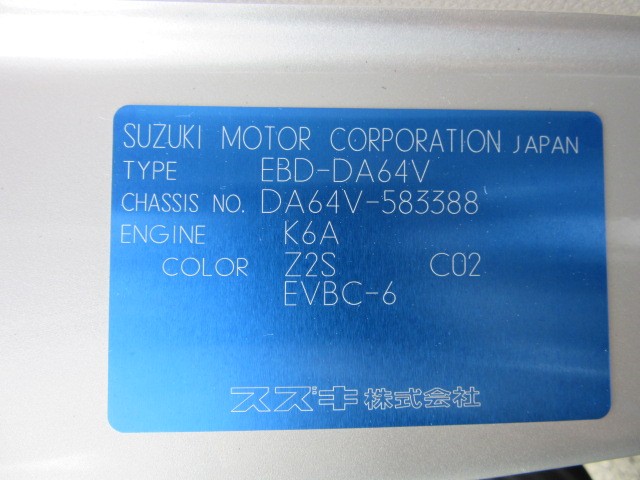 SUZUKI MOTOR CORPORATION JAPAN
TYPE EBD-DA64V
CHASSIS NO. DA64V-583388
ENGINE K6A
COLOR Z2S C02
EVBC-6
スズキ株式会社